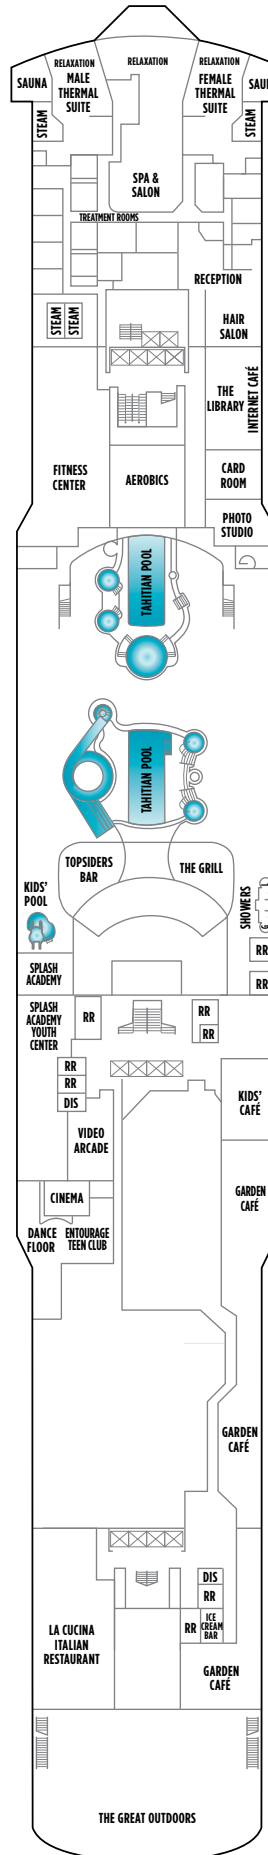 RELAXATION
RELAXATION
RELAXATION
SAUNA
MALE
THERMAL
SUITE
FEMALE
THERMAL
SUITE
SAU
STEAM
STEAM
SPA &
SALON
TREATMENT ROOMS
RECEPTION
STEAM
STEAM
HAIR
SALON
THE
LIBRARY
INTERNET CAFÉ
FITNESS
CENTER
AEROBICS
CARD
ROOM
PHOTO
STUDIO
TAHITIAN POOL
TAHITIAN POOL
TOPSIDERS
BAR
THE GRILL
KIDS'
POOL
SHOWERS
RR
RR
SPLASH
ACADEMY
SPLASH
ACADEMY
YOUTH
CENTER
RR
RR
RR
RR
RR
DIS
KIDS'
CAFÉ
VIDEO
ARCADE
CINEMA
GARDEN
CAFÉ
DANCE
FLOOR
ENTOURAGE
TEEN CLUB
GARDEN
CAFÉ
DIS
RR
RR
ICE
CREAM
BAR
LA CUCINA
ITALIAN
RESTAURANT
GARDEN
CAFÉ
THE GREAT OUTDOORS